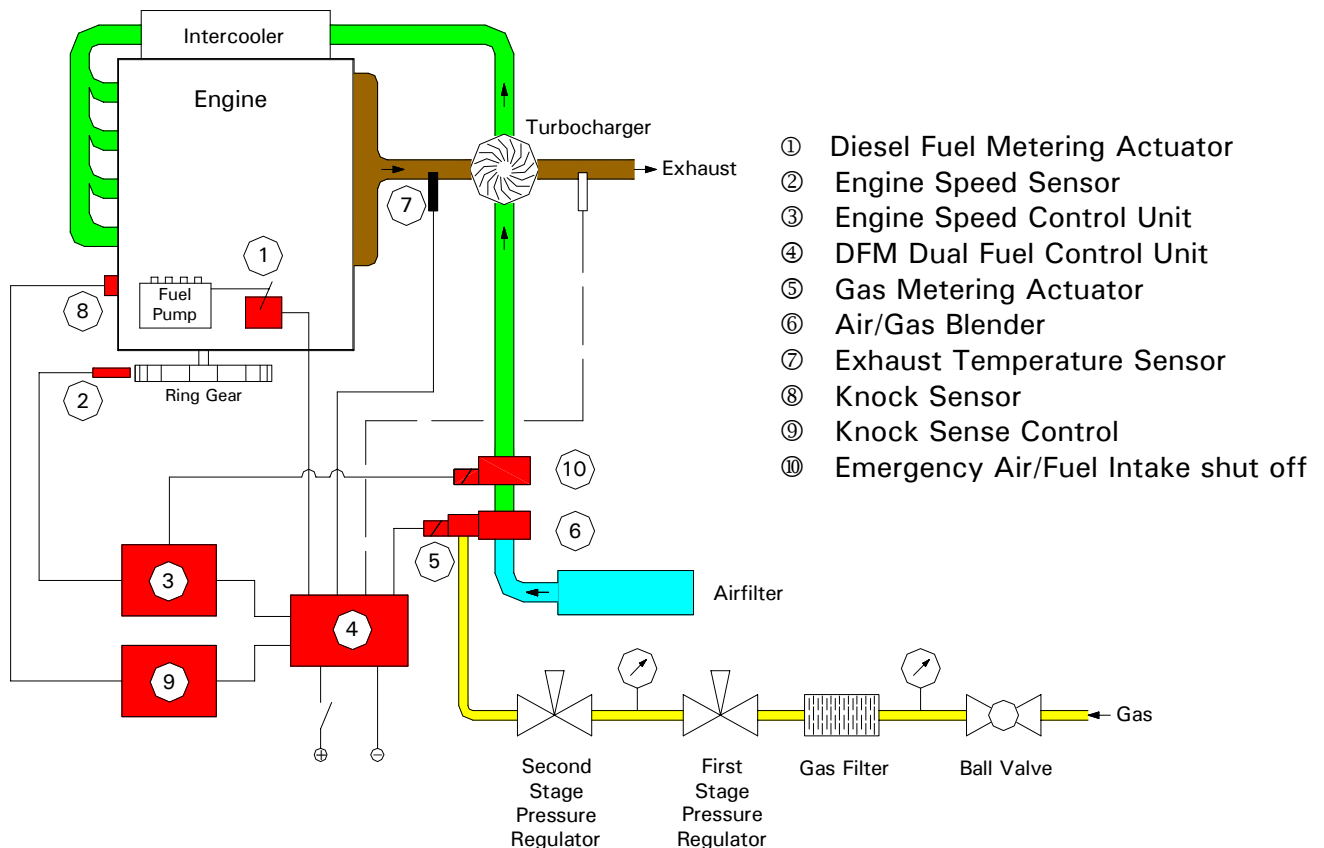 Intercooler
Engine
Turbocharger
Exhaust
① Diesel Fuel Metering Actuator
② Engine Speed Sensor
③ Engine Speed Control Unit
④ DFM Dual Fuel Control Unit
⑤ Gas Metering Actuator
⑥ Air/Gas Blender
⑦ Exhaust Temperature Sensor
⑧ Knock Sensor
⑨ Knock Sense Control
⑩ Emergency Air/Fuel Intake shut off
7
1
Fuel
Pump
8
2
Ring Gear
10
6
5
3
4
9
Airfilter
Gas
+
−
Second
Stage
Pressure
Regulator
First
Stage
Pressure
Regulator
Gas Filter
Ball Valve